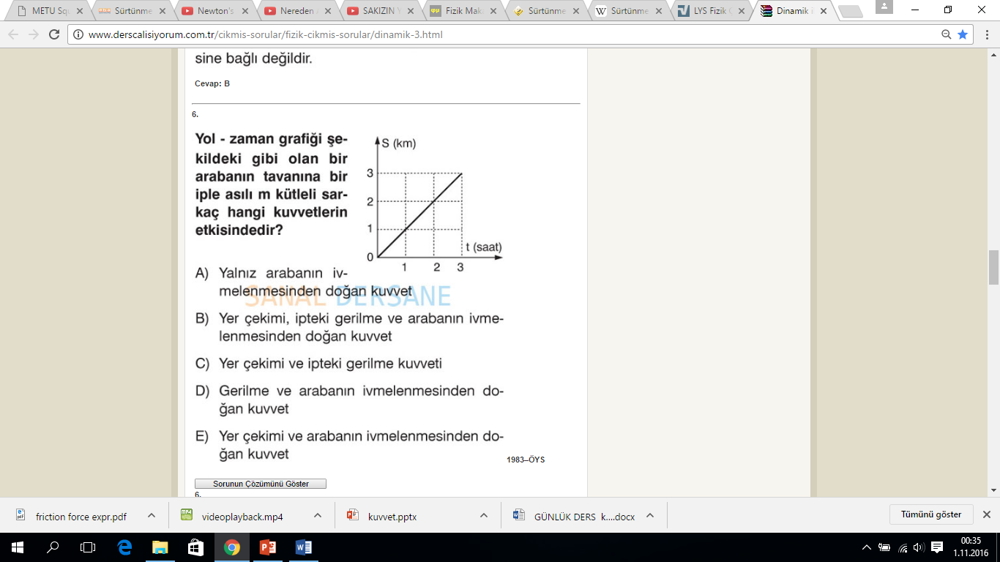 METU Squ
Sürtünme
Newton's
Nereden
SAKIZIN Y
Fizik Maka
Sürtünme
Sürtünme
LYS Fizik
Dinamik i
www.derscalisiyorum.com.tr/cikmis-sorular/fizik-cikmis-sorular/dinamik-3.html
sine bağlı değildir.
Cevap: B
6.
Yol - zaman grafiği şe-
kildeki gibi olan bir
arabanın tavanına bir
iple asılı m kütleli sar-
kaç hangi kuvvetlerin
etkisindedir?
S (km)
3
2
1
0
t (saat)
1 2 3
A) Yalnız arabanın iv-
melenmesinden doğan kuvvet
SANAL DERSANE
B) Yer çekimi, ipteki gerilme ve arabanın ivme-
lenmesinden doğan kuvvet
C) Yer çekimi ve ipteki gerilme kuvveti
D) Gerilme ve arabanın ivmelenmesinden do-
ğan kuvvet
E) Yer çekimi ve arabanın ivmelenmesinden do-
ğan kuvvet
1983–ÖYS
Sorunun Çözümünü Göster
6.
friction force expr.pdf
videoplayback.mp4
kuvvet.pptx
GÜNLÜK DERS k....docx
Tümünü göster
00:35
1.11.2016